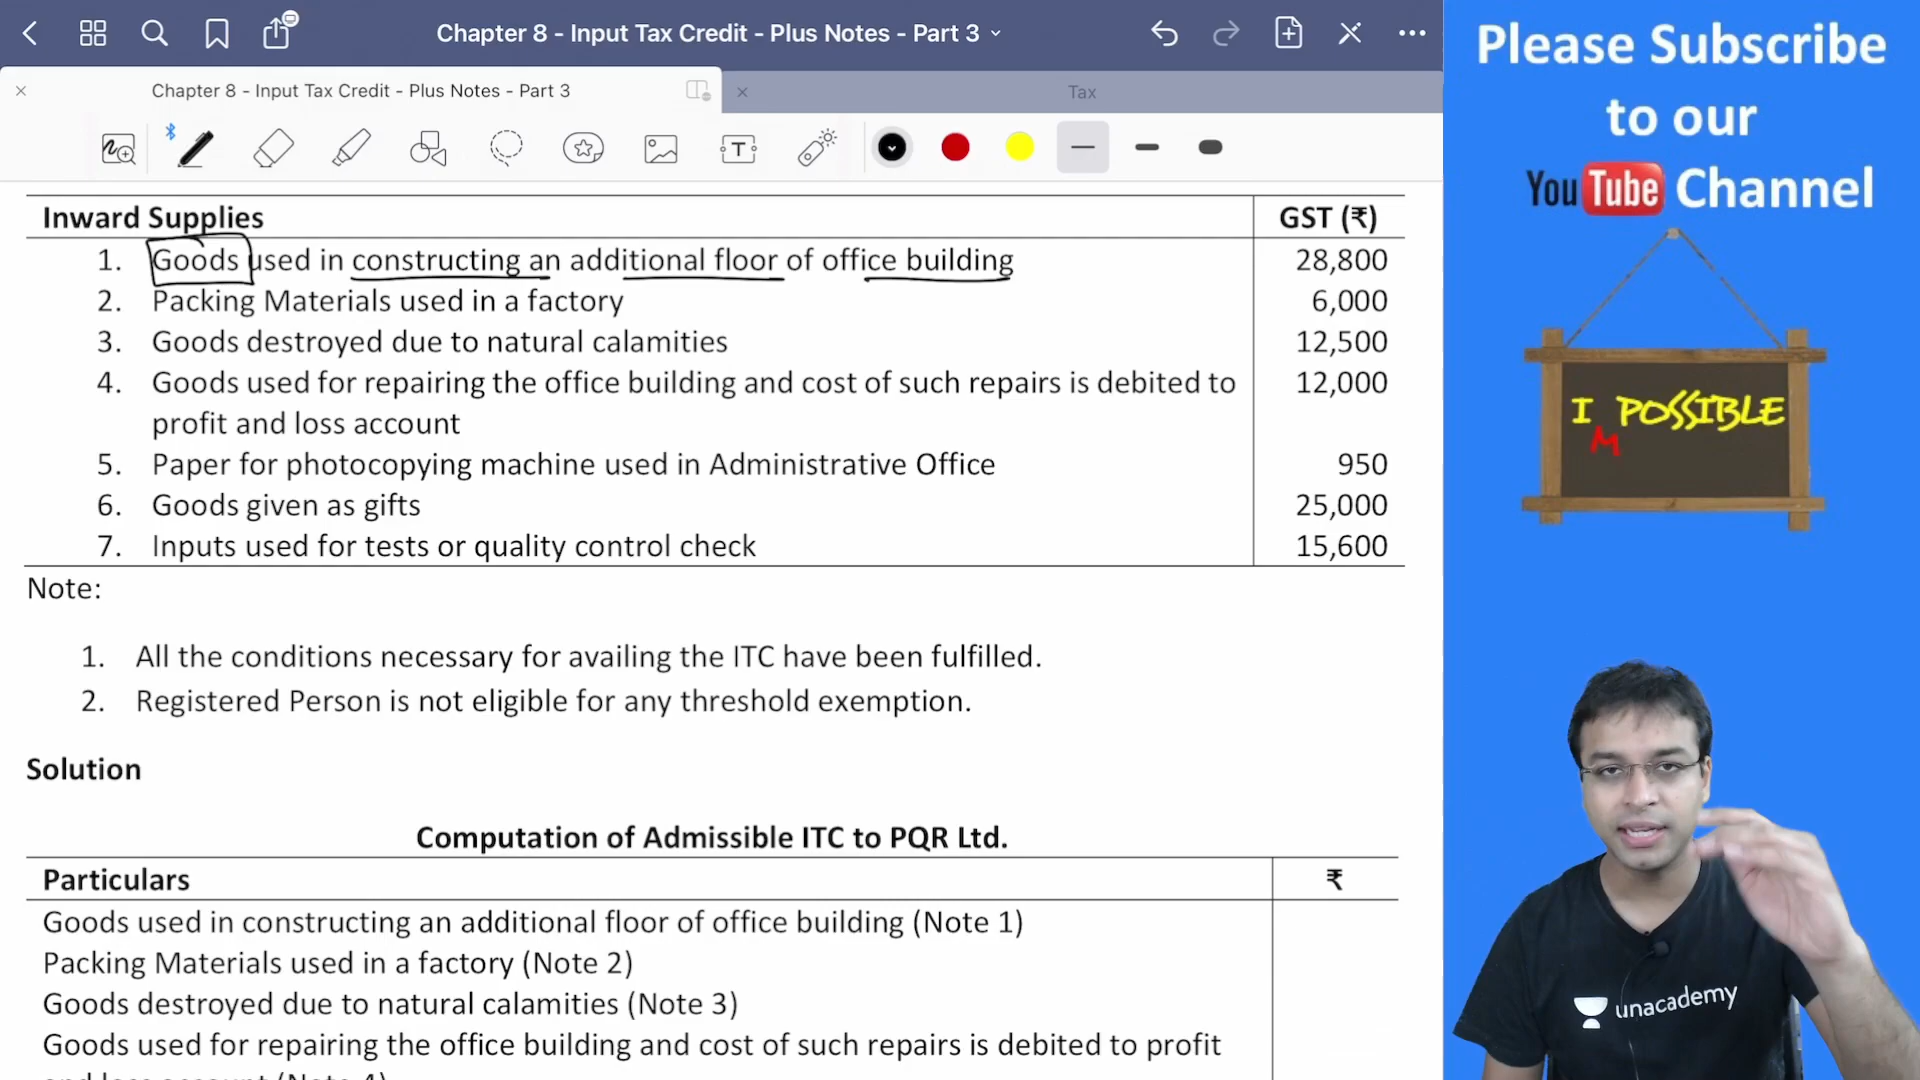 Chapter 8 - Input Tax Credit - Plus Notes - Part 3
Chapter 8 - Input Tax Credit - Plus Notes - Part 3
Tax
Inward Supplies GST (₹)
1. Goods used in constructing an additional floor of office building 28,800
2. Packing Materials used in a factory 6,000
3. Goods destroyed due to natural calamities 12,500
4. Goods used for repairing the office building and cost of such repairs is debited to 12,000
profit and loss account
5. Paper for photocopying machine used in Administrative Office 950
6. Goods given as gifts 25,000
7. Inputs used for tests or quality control check 15,600
Note:
1. All the conditions necessary for availing the ITC have been fulfilled.
2. Registered Person is not eligible for any threshold exemption.
Solution
Computation of Admissible ITC to PQR Ltd.
Particulars ₹
Goods used in constructing an additional floor of office building (Note 1)
Packing Materials used in a factory (Note 2)
Goods destroyed due to natural calamities (Note 3)
Goods used for repairing the office building and cost of such repairs is debited to profit
and loss account (Note 4)
Please Subscribe
to our
YouTube Channel
I POSSIBLE
M
unacademy